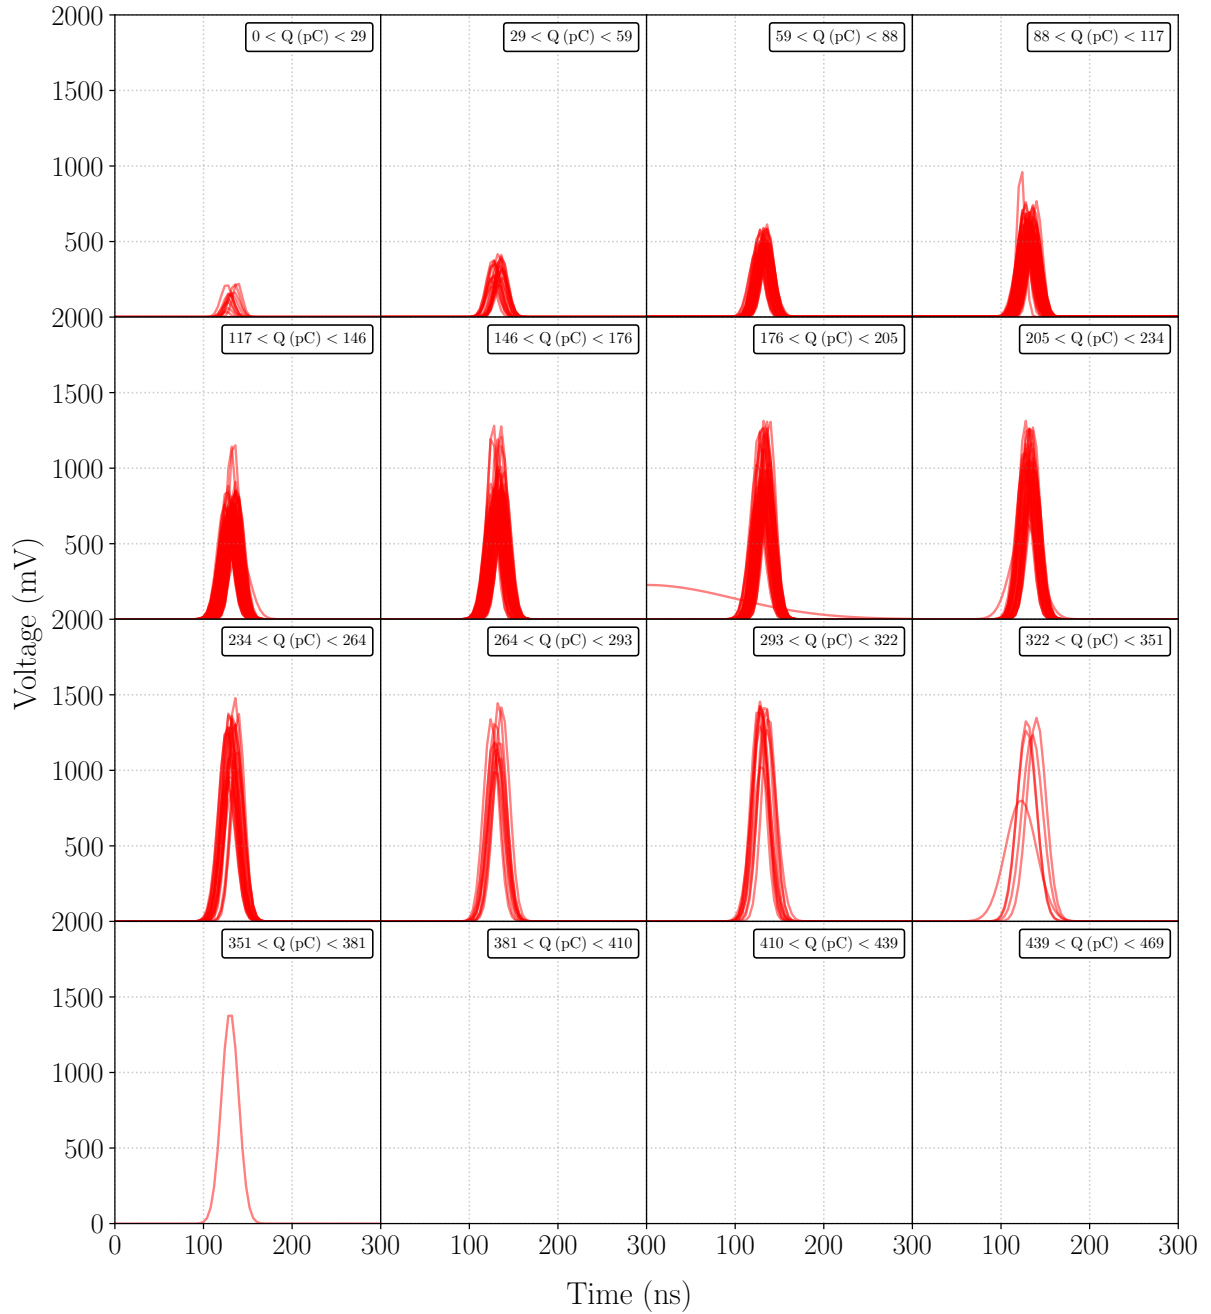 2000
1500
1000
500
2000
1500
1000
500
2000
1500
1000
500
2000
1500
1000
500
0
0 < Q (pC) < 29
29 < Q (pC) < 59
59 < Q (pC) < 88
88 < Q (pC) < 117
117 < Q (pC) < 146
146 < Q (pC) < 176
176 < Q (pC) < 205
205 < Q (pC) < 234
234 < Q (pC) < 264
264 < Q (pC) < 293
293 < Q (pC) < 322
322 < Q (pC) < 351
351 < Q (pC) < 381
381 < Q (pC) < 410
410 < Q (pC) < 439
439 < Q (pC) < 469
Voltage (mV)
0 100 200 300 100 200 300 100 200 300 100 200 300
Time (ns)